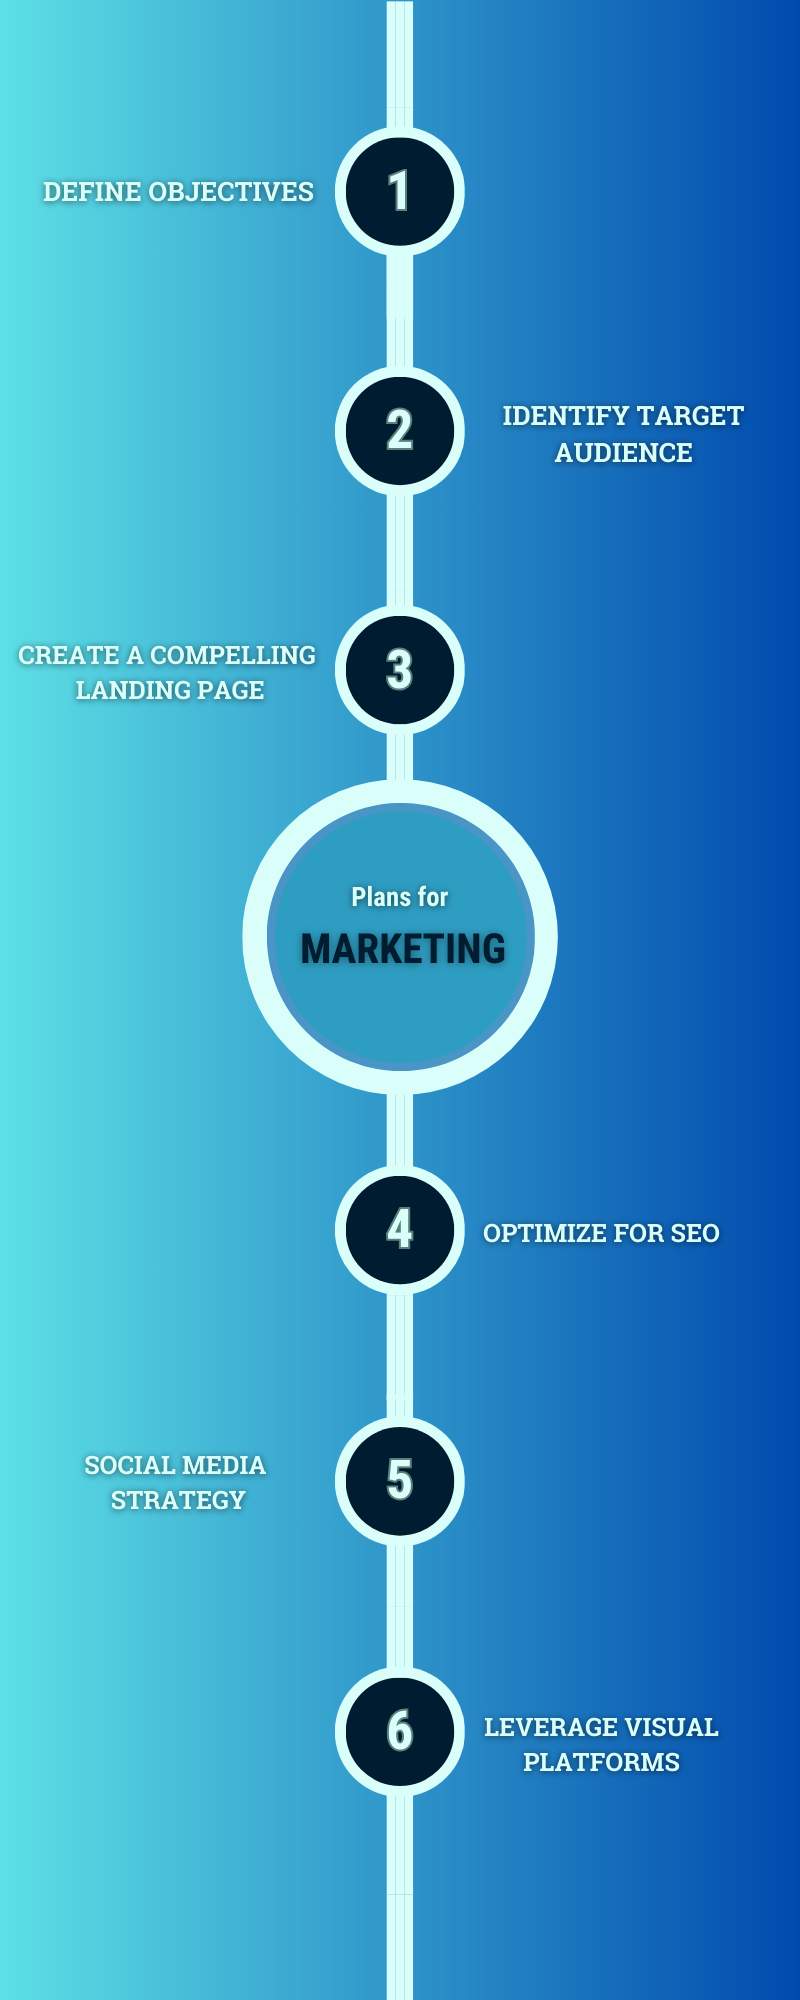 1
DEFINE OBJECTIVES
2
IDENTIFY TARGET
AUDIENCE
3
CREATE A COMPELLING
LANDING PAGE
Plans for
MARKETING
4
OPTIMIZE FOR SEO
5
SOCIAL MEDIA
STRATEGY
6
LEVERAGE VISUAL
PLATFORMS